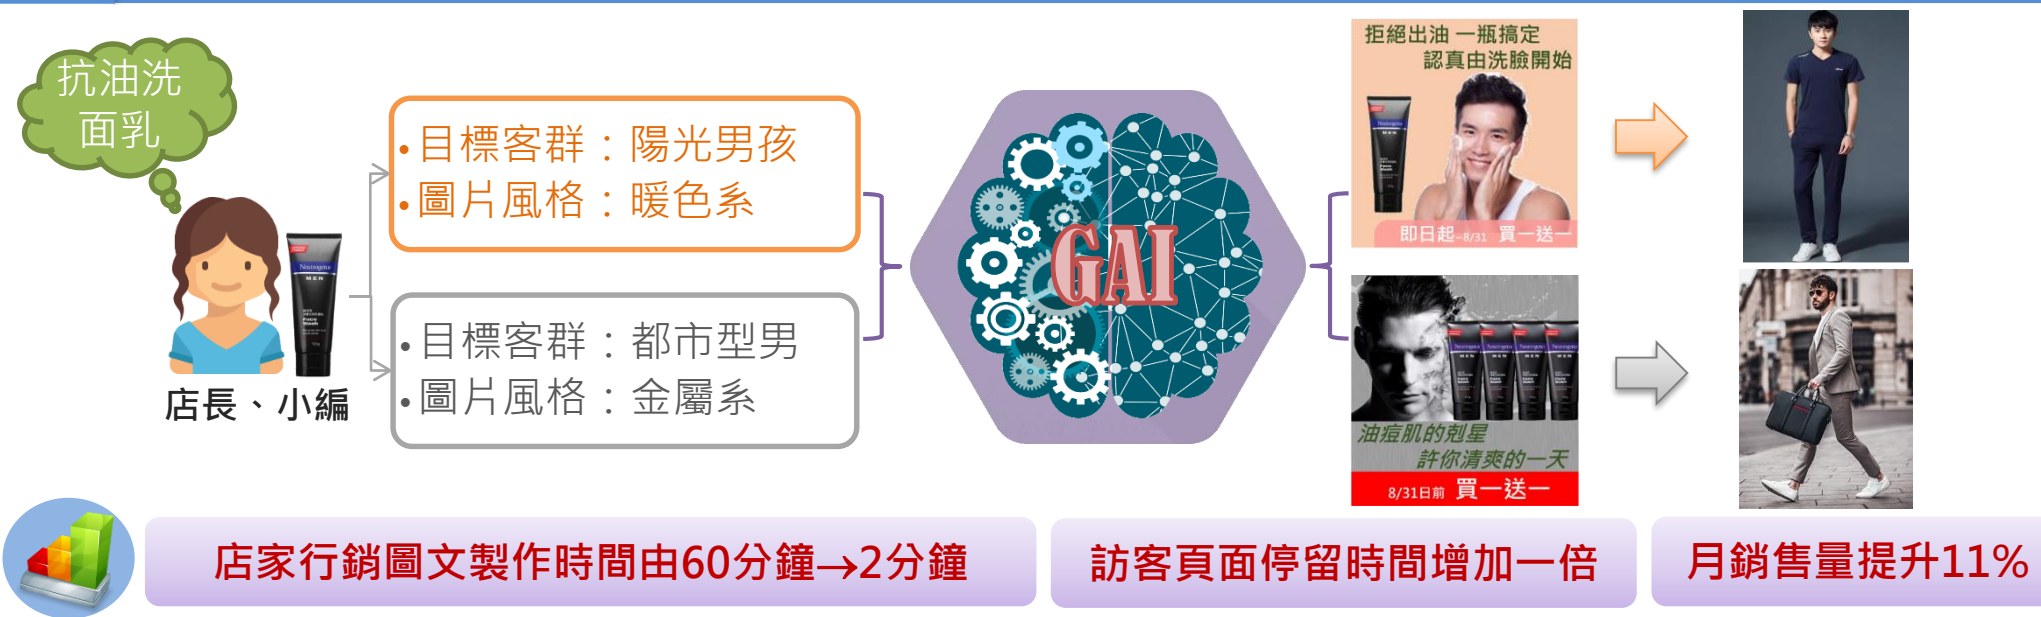 抗油洗
面乳
店長、小編
•目標客群：陽光男孩
•圖片風格：暖色系
•目標客群：都市型男
•圖片風格：金屬系
GAI
拒絕出油 一瓶搞定
認真由洗臉開始
Neutrogena
MEN
即日起~8/31 買一送一
油痘肌的剋星
許你清爽的一天
8/31日前 買一送一
店家行銷圖文製作時間由60分鐘→2分鐘
訪客頁面停留時間增加一倍
月銷售量提升11%